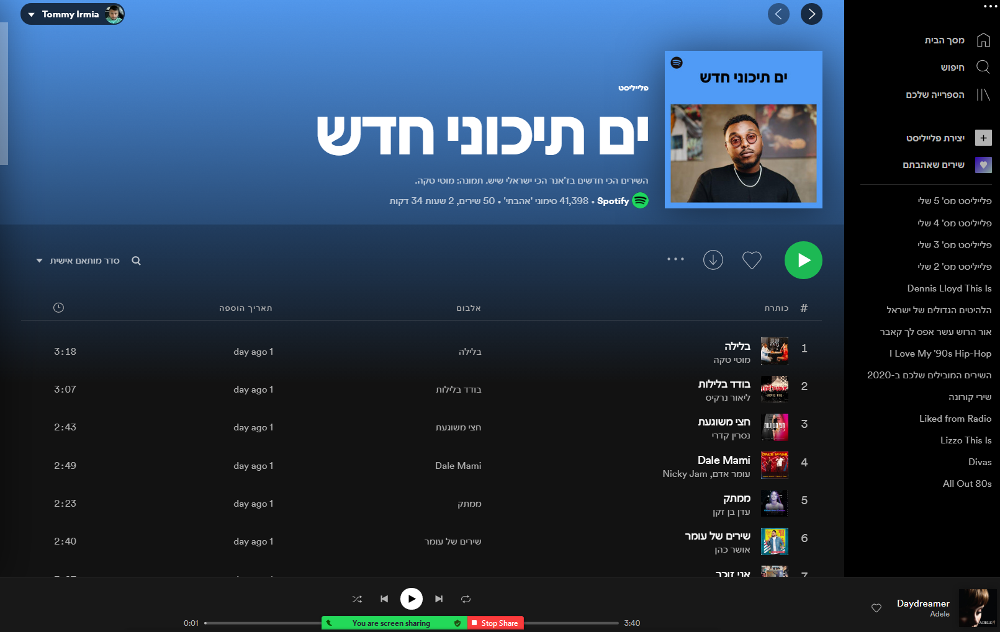 Tommy Irmia
מסך הבית
חיפוש
הספרייה שלכם
יצירת פלייליסט
שירים שאהבתם
פלייליסט מס' 5 שלי
פלייליסט מס' 4 שלי
פלייליסט מס' 3 שלי
פלייליסט מס' 2 שלי
Dennis Lloyd This Is
הלהיטים הגדולים של ישראל
אור הרוש עשר אפס לך קאבר
I Love My '90s Hip-Hop
השירים המובילים שלכם ב-2020
שירי קורונה
Liked from Radio
Lizzo This Is
Divas
All Out 80s
ים תיכוני חדש
פלייליסט
ים תיכוני חדש
השירים הכי חדשים בז'אנר הכי ישראלי שיש. תמונה: מוטי טקה.
Spotify • 41,398 סימוני 'אהבתי' • 50 שירים, 2 שעות 34 דקות
סדר מותאם אישית
# כותרת אלבום תאריך הוספה
1 בלילה בלילה 1 day ago 3:18
מוטי טקה
2 בודד בלילות בודד בלילות 1 day ago 3:07
ליאור נרקיס
3 חצי משוגעת חצי משוגעת 1 day ago 2:43
נסרין קדרי
4 Dale Mami Dale Mami 1 day ago 2:49
עומר אדם, Nicky Jam
5 ממתק ממתק 1 day ago 2:23
עדן בן זקן
6 שירים של עומר שירים של עומר 1 day ago 2:40
אושר כהן
7 אני זוכר
Daydreamer
Adele
0:01
You are screen sharing
Stop Share
3:40